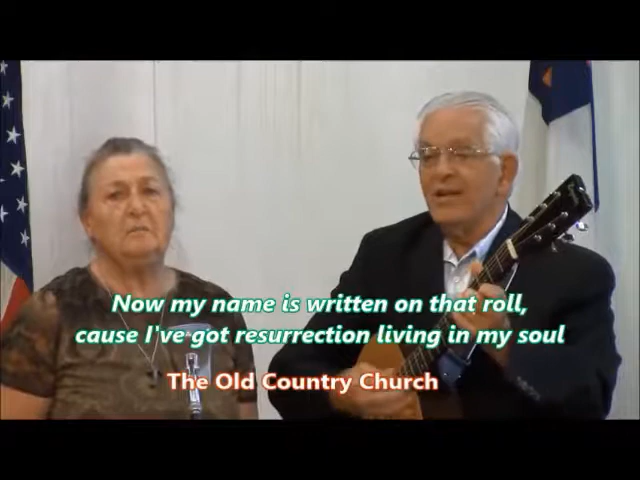 Now my name is written on that roll,
cause I've got resurrection living in my soul
The Old Country Church